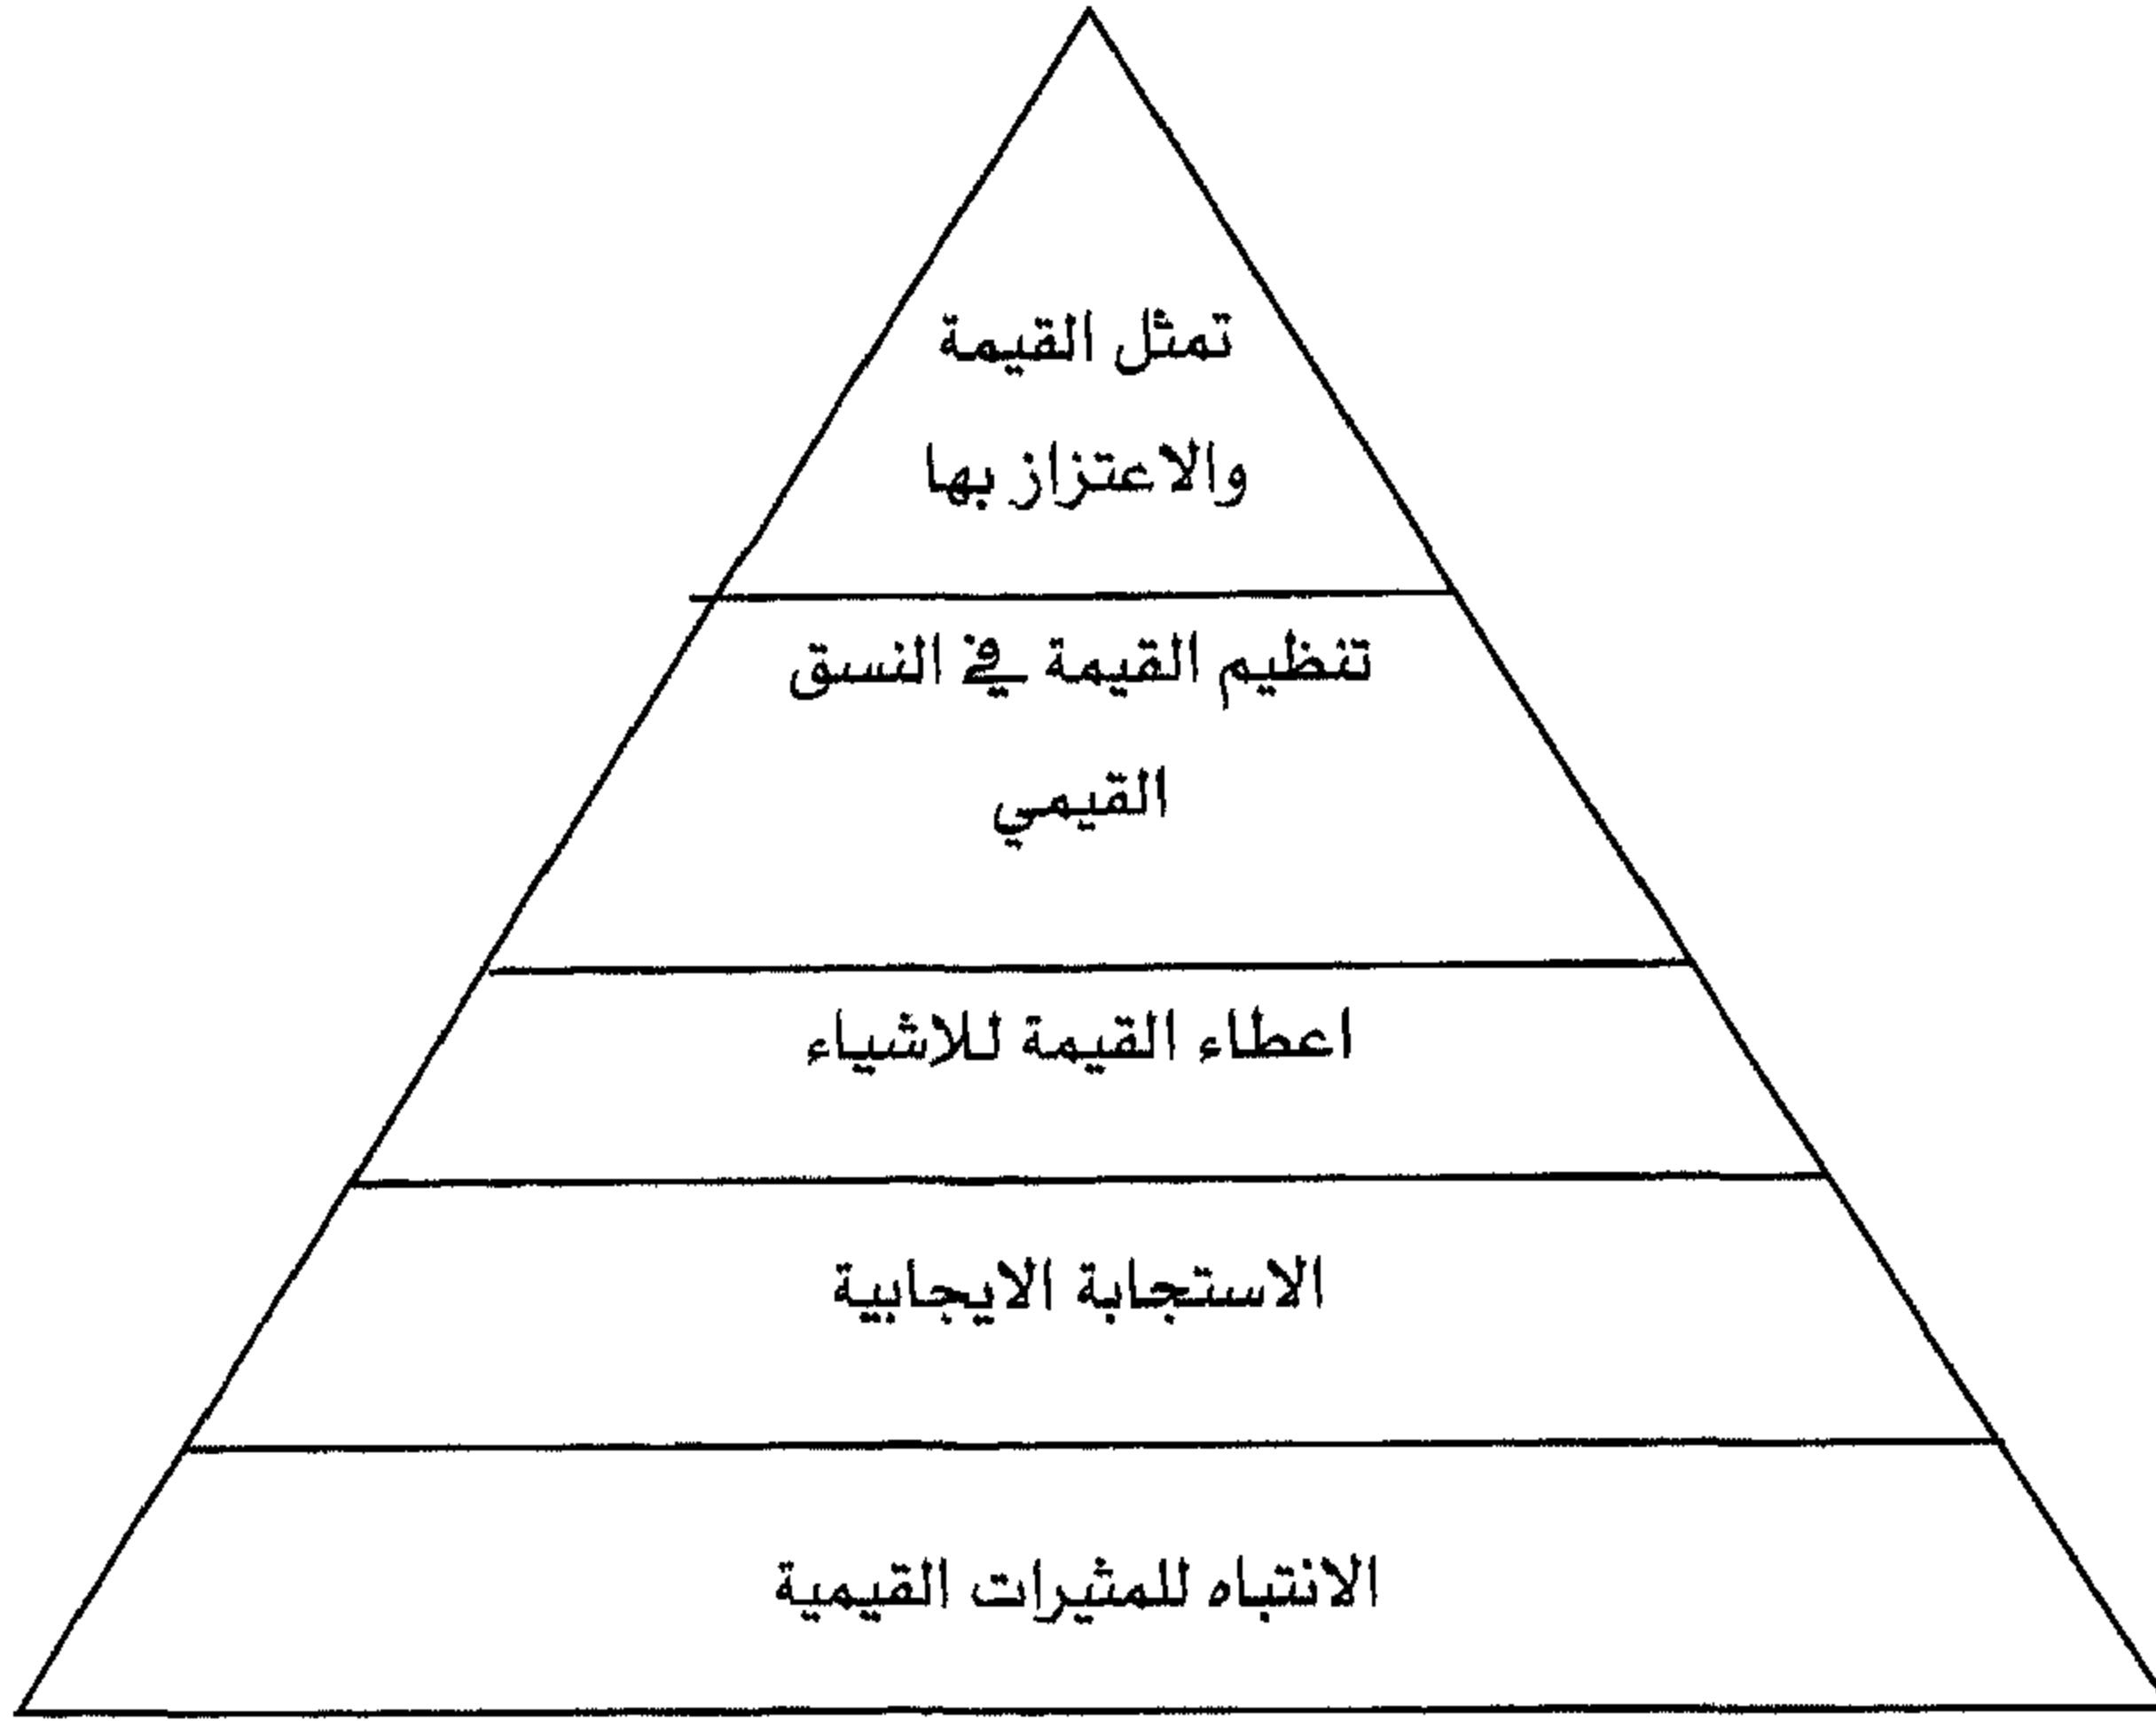 تمثل القيمة
والاعتزاز بها
تنظيم القيمة في النسق
القيمي
اعطاء القيمة للاشياء
الاستجابة الايجابية
الانتباه للمثيرات القيمية